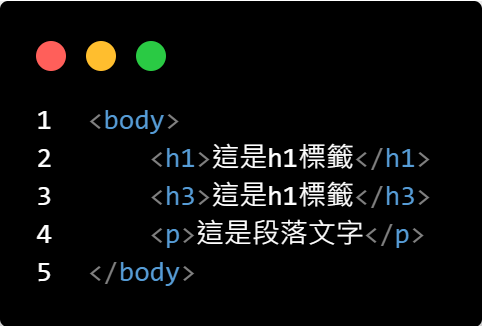 1 <body>
2     <h1>這是h1標籤</h1>
3     <h3>這是h1標籤</h3>
4     <p>這是段落文字</p>
5 </body>